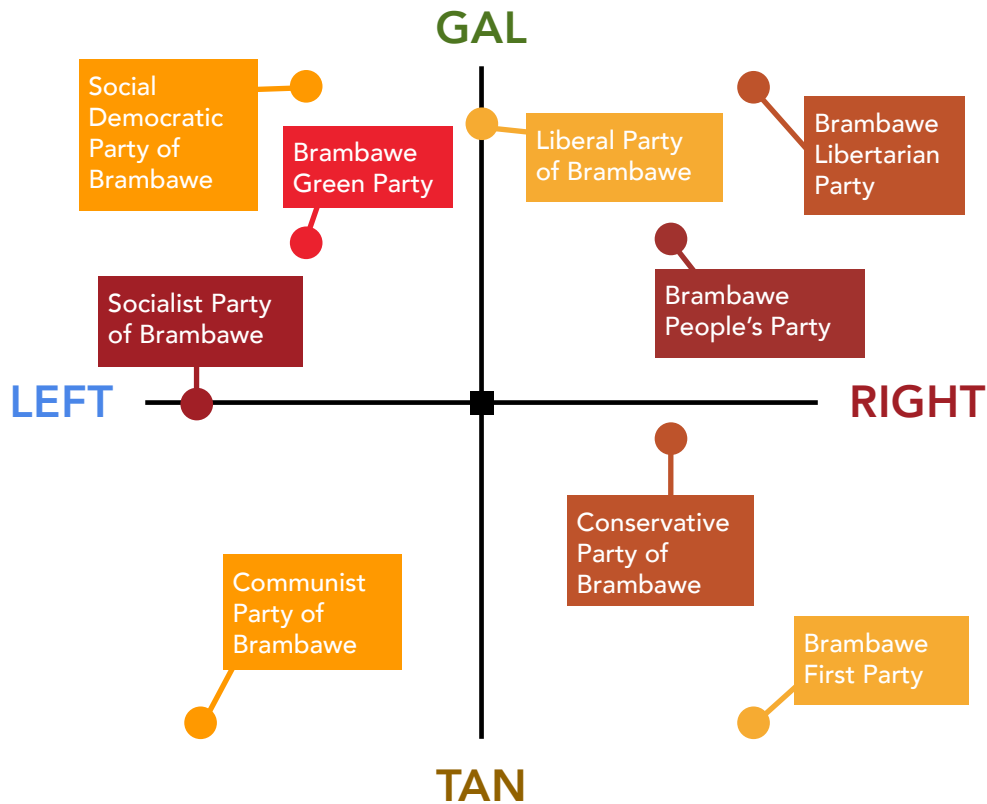 GAL
Social
Democratic
Party of
Brambawe
Brambawe
Green Party
Liberal Party
of Brambawe
Brambawe
Libertarian
Party
Socialist Party
of Brambawe
Brambawe
People’s Party
LEFT
RIGHT
Conservative
Party of
Brambawe
Communist
Party of
Brambawe
Brambawe
First Party
TAN